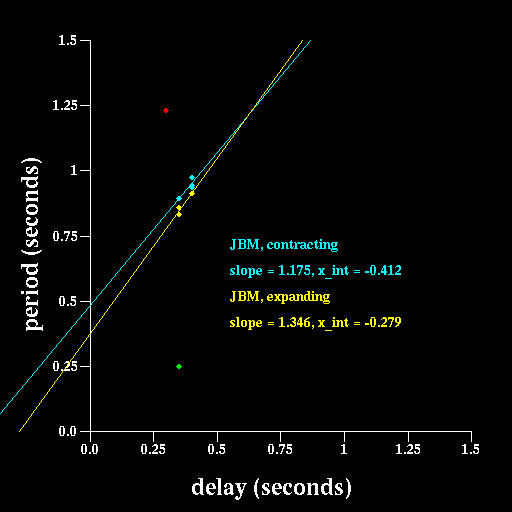 1.5
1.25
1
0.75
0.5
0.25
0.0
period (seconds)
JBM, contracting
slope = 1.175, x_int = -0.412
JBM, expanding
slope = 1.346, x_int = -0.279
0.0 0.25 0.5 0.75 1 1.25 1.5
delay (seconds)